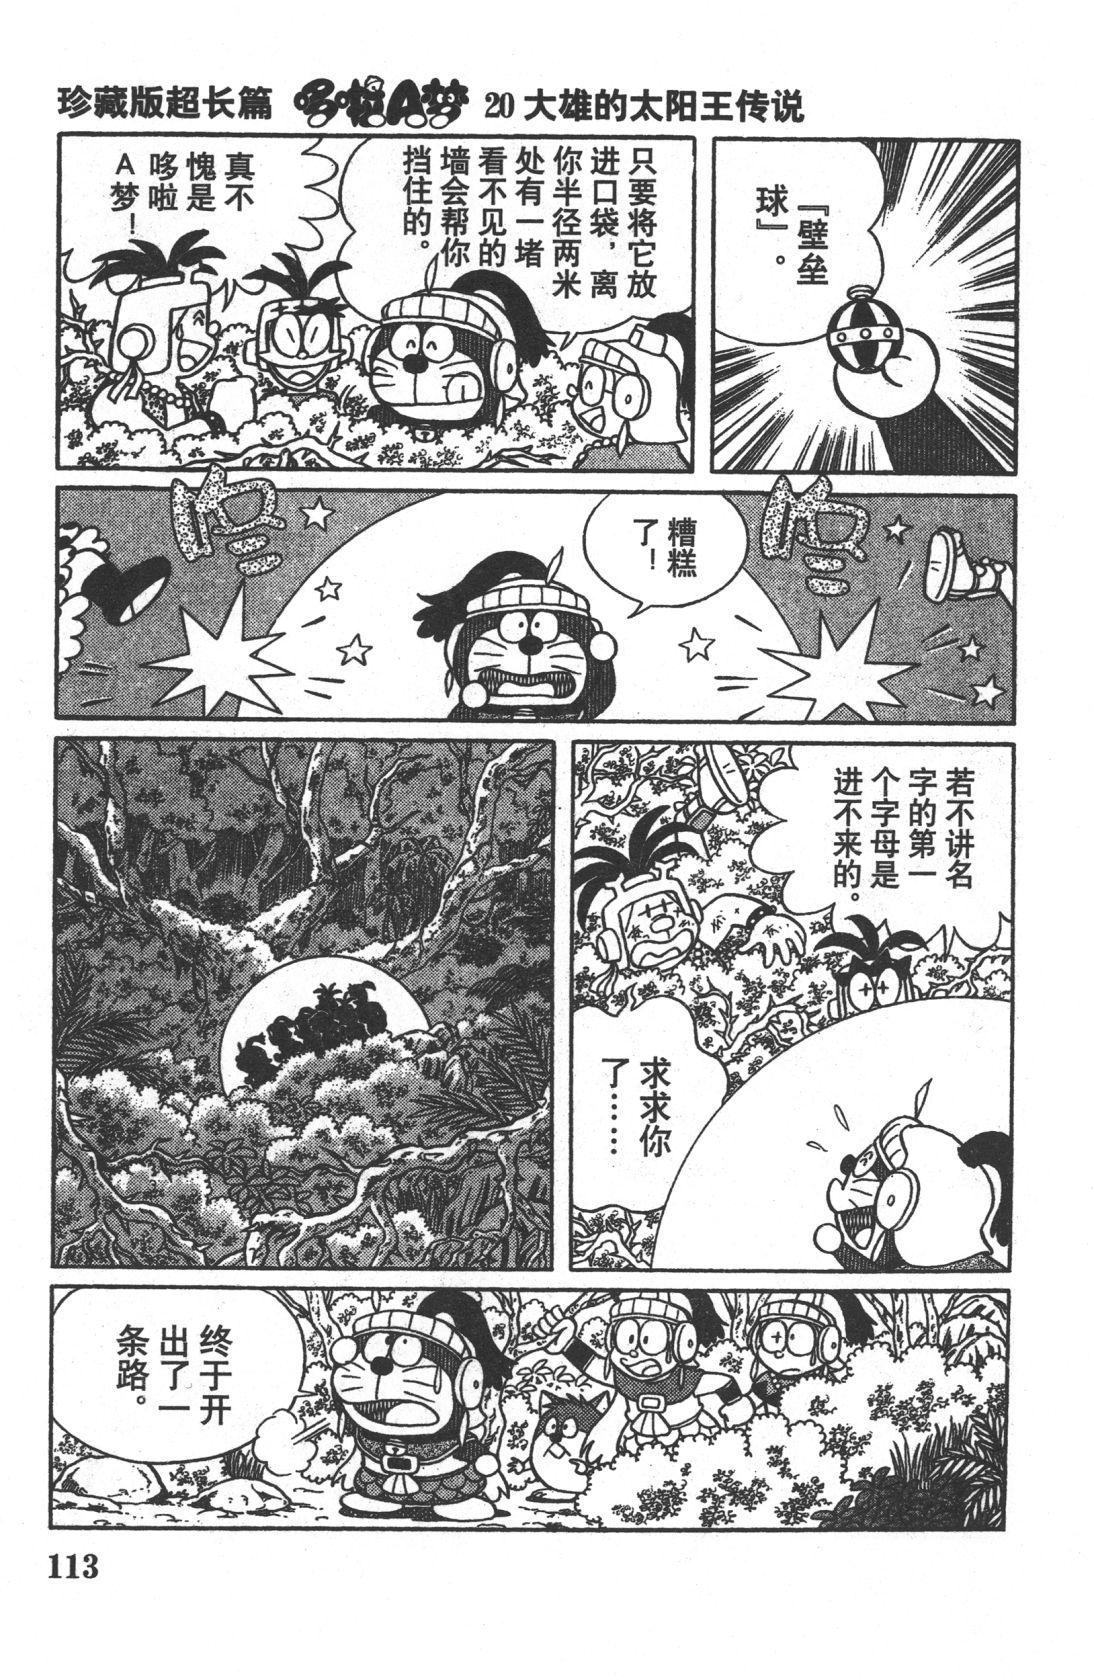 珍藏版超长篇 哆啦A梦 20 大雄的太阳王传说
『壁垒
球』。
只要将它放
进口袋，离
你半径两米
处有一堵
看不见的
墙会帮你
挡住的。
真不
愧是
哆啦
A梦！
咚
糟糕
了！
咚
若不讲名
字的第一
个字母是
进不来的。
求求你
了……
终于开
出了一
条路。
113